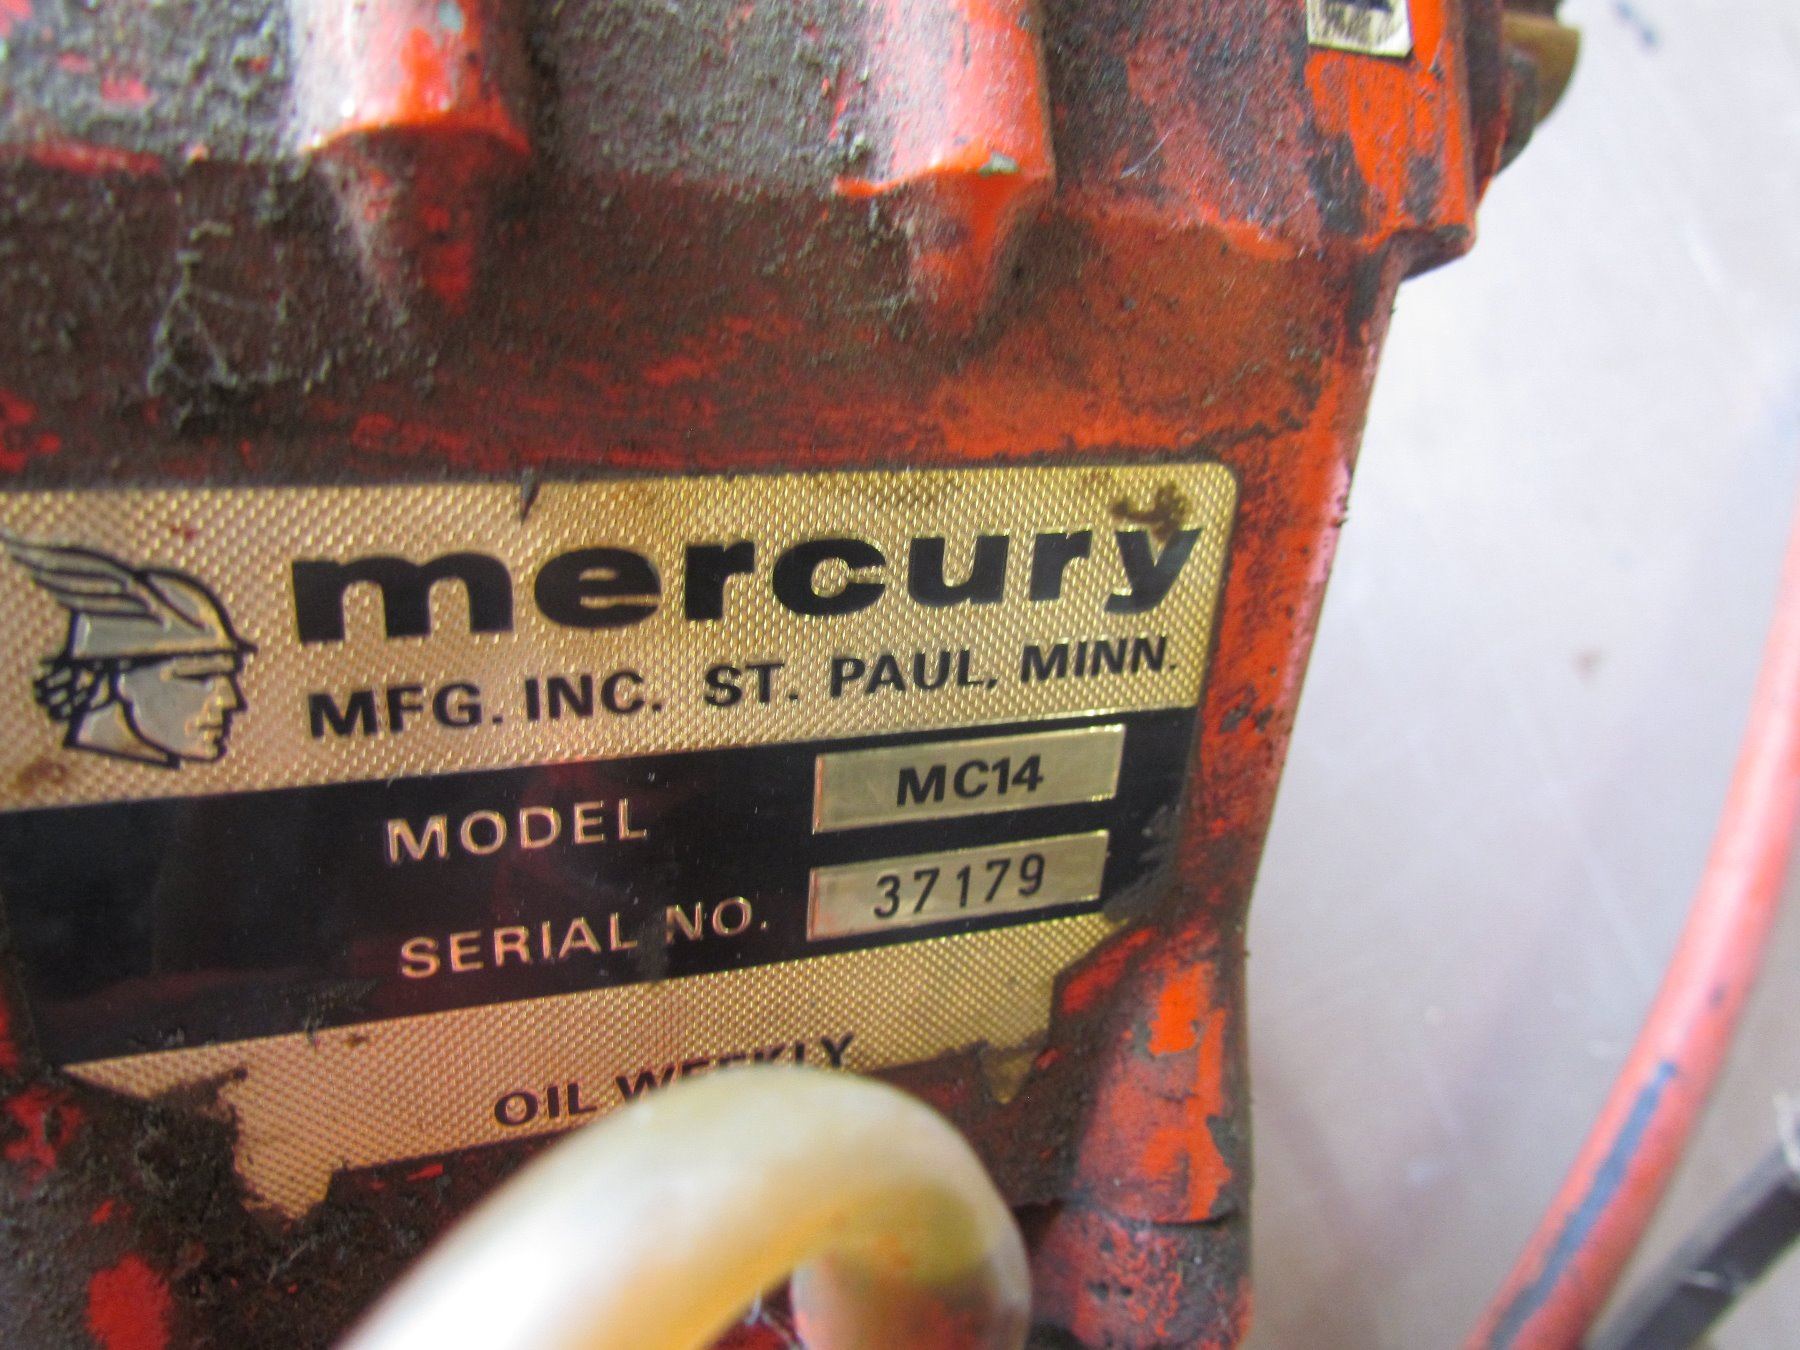 mercury
MFG. INC. ST. PAUL, MINN.
MODEL MC14
SERIAL NO. 37179
OIL WEEKLY